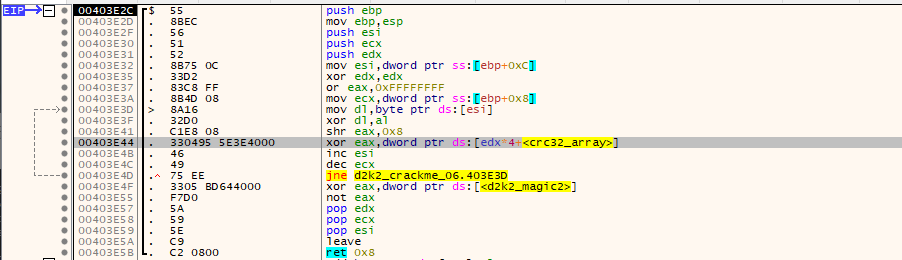 EIP 00403E2C $ 55 push ebp
00403E2D . 8BEC mov ebp,esp
00403E2F . 56 push esi
00403E30 . 51 push ecx
00403E31 . 52 push edx
00403E32 . 8B75 0C mov esi,dword ptr ss:[ebp+0xC]
00403E35 . 33D2 xor edx,edx
00403E37 . 83C8 FF or eax,0xFFFFFFFF
00403E3A . 8B4D 08 mov ecx,dword ptr ss:[ebp+0x8]
00403E3D > 8A16 mov dl,byte ptr ds:[esi]
00403E3F . 32D0 xor dl,al
00403E41 . C1E8 08 shr eax,0x8
00403E44 . 330495 5E3E4000 xor eax,dword ptr ds:[edx*4+<crc32_array>]
00403E4B . 46 inc esi
00403E4C . 49 dec ecx
00403E4D .^ 75 EE jne d2k2_crackme_06.403E3D
00403E4F . 3305 BD644000 xor eax,dword ptr ds:[<d2k2_magic2>]
00403E55 . F7D0 not eax
00403E57 . 5A pop edx
00403E58 . 59 pop ecx
00403E59 . 5E pop esi
00403E5A . C9 leave
00403E5B . C2 0800 ret 0x8